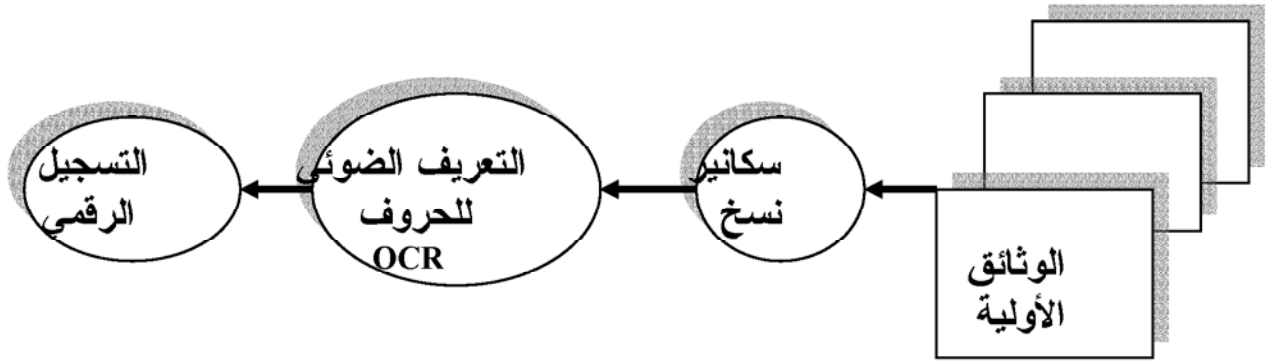 الوثائق
الأولية
سكانير
نسخ
التعريف الضوئي
للحروف
OCR
التسجيل
الرقمي